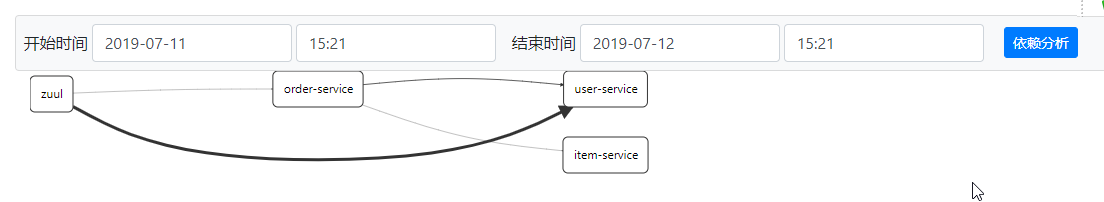 开始时间 2019-07-11 15:21 结束时间 2019-07-12 15:21 依赖分析
zuul order-service user-service
item-service